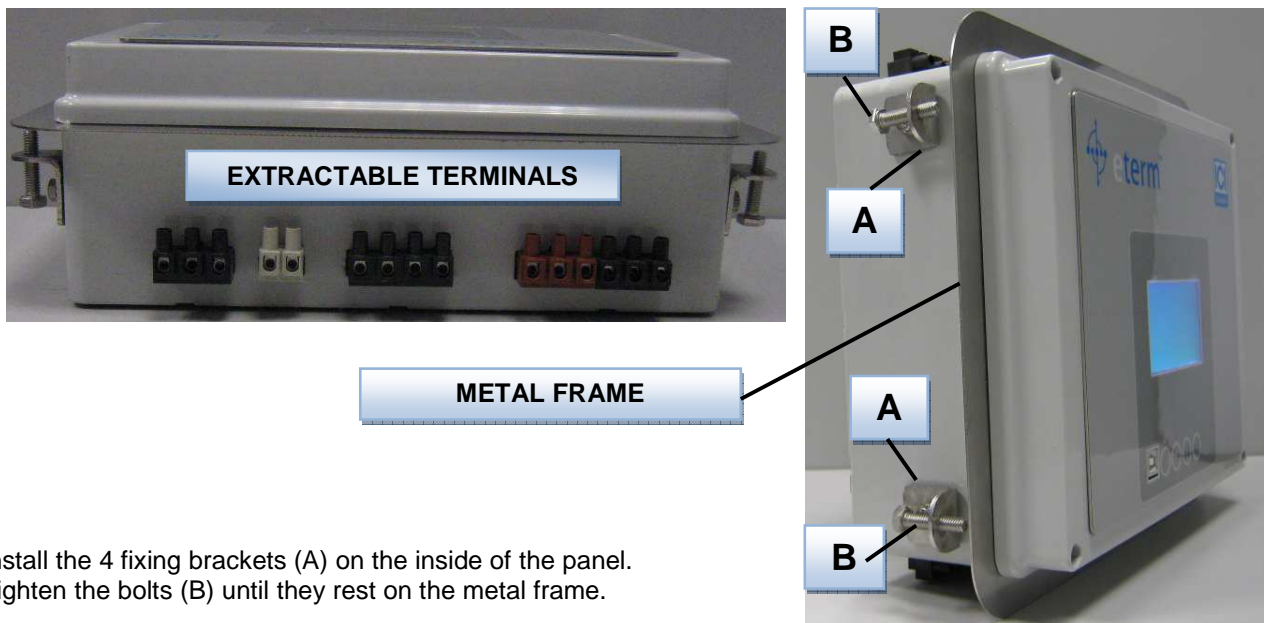 B
EXTRACTABLE TERMINALS
eterm
A
METAL FRAME
A
B
nstall the 4 fixing brackets (A) on the inside of the panel.
ighten the bolts (B) until they rest on the metal frame.